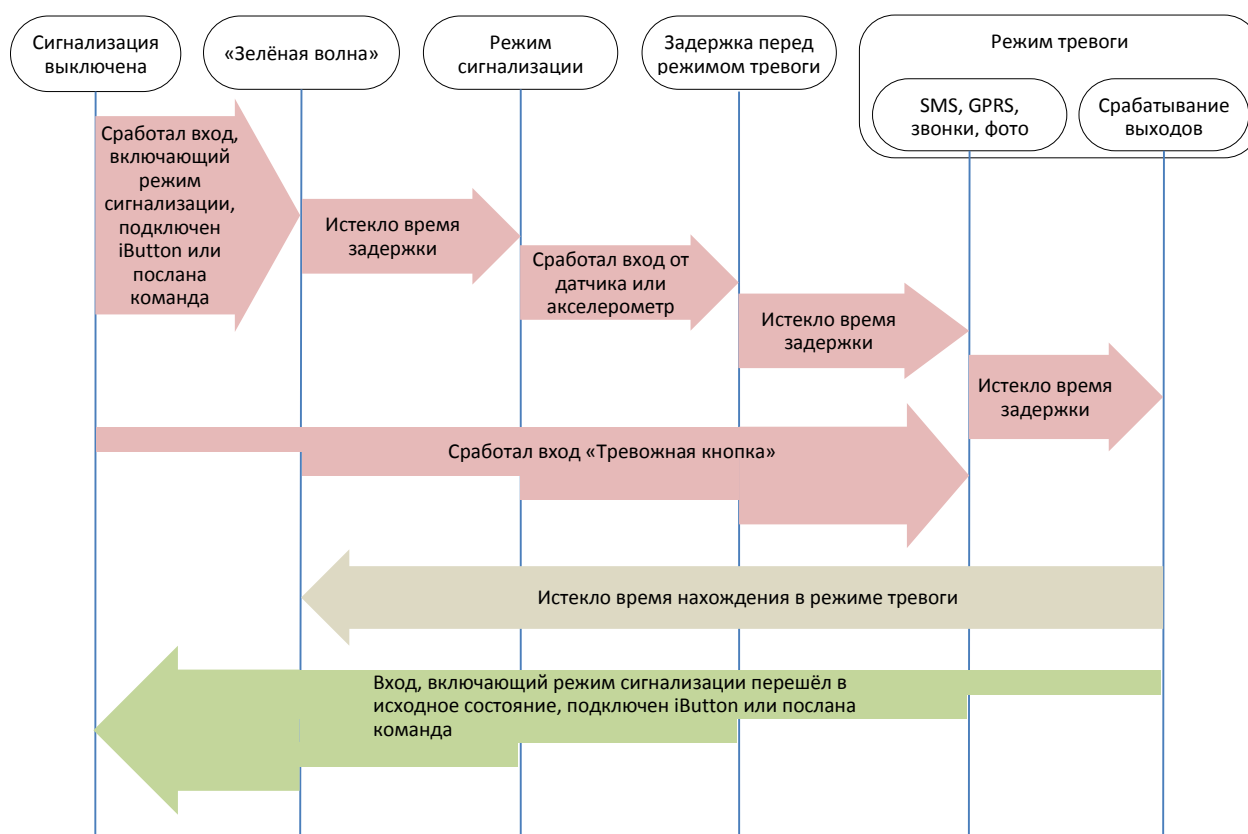 Сигнализация
выключена
«Зелёная волна»
Режим
сигнализации
Задержка перед
режимом тревоги
Режим тревоги
SMS, GPRS,
звонки, фото
Срабатывание
выходов
Сработал вход,
включающий
режим
сигнализации,
подключен
iButton или
послана
команда
Истекло время
задержки
Сработал вход от
датчика или
акселерометр
Истекло время
задержки
Истекло время
задержки
Сработал вход «Тревожная кнопка»
Истекло время нахождения в режиме тревоги
Вход, включающий режим сигнализации перешёл в
исходное состояние, подключен iButton или послана
команда